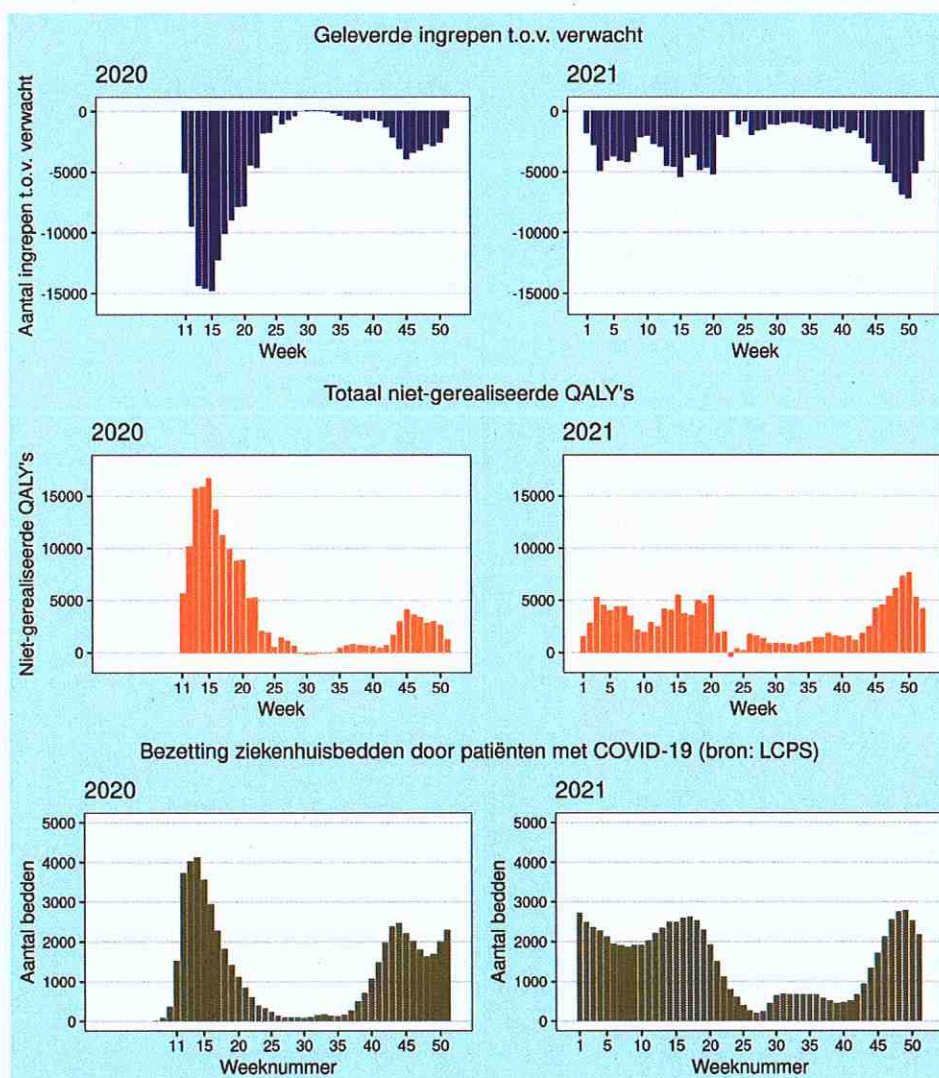 Geleverde ingrepen t.o.v. verwacht
2020
2021
Aantal ingrepen t.o.v. verwacht
0
-5000
-10000
-15000
11 15 20 25 30 35 40 45 50
Week
0
-5000
-10000
-15000
1 5 10 15 20 25 30 35 40 45 50
Week
Totaal niet-gerealiseerde QALY's
2020
2021
Niet-gerealiseerde QALY's
15000
10000
5000
0
11 15 20 25 30 35 40 45 50
Week
15000
10000
5000
0
1 5 10 15 20 25 30 35 40 45 50
Week
Bezetting ziekenhuisbedden door patiënten met COVID-19 (bron: LCPS)
2020
2021
Aantal bedden
5000
4000
3000
2000
1000
0
11 15 20 25 30 35 40 45 50
Weeknummer
Aantal bedden
5000
4000
3000
2000
1000
0
1 5 10 15 20 25 30 35 40 45 50
Weeknummer